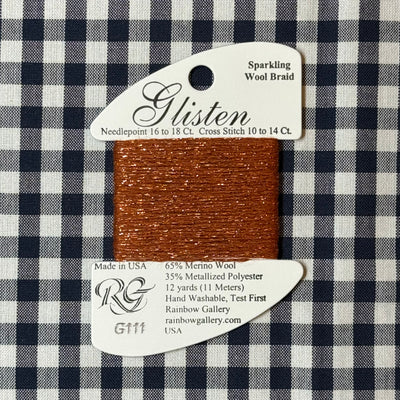 Sparkling
Wool Braid
Glisten
Needlepoint 16 to 18 Ct. Cross Stitch 10 to 14 Ct.
Made in USA
65% Merino Wool
35% Metallized Polyester
12 yards (11 Meters)
Hand Washable, Test First
Rainbow Gallery
rainbowgallery.com
USA
RG
G111